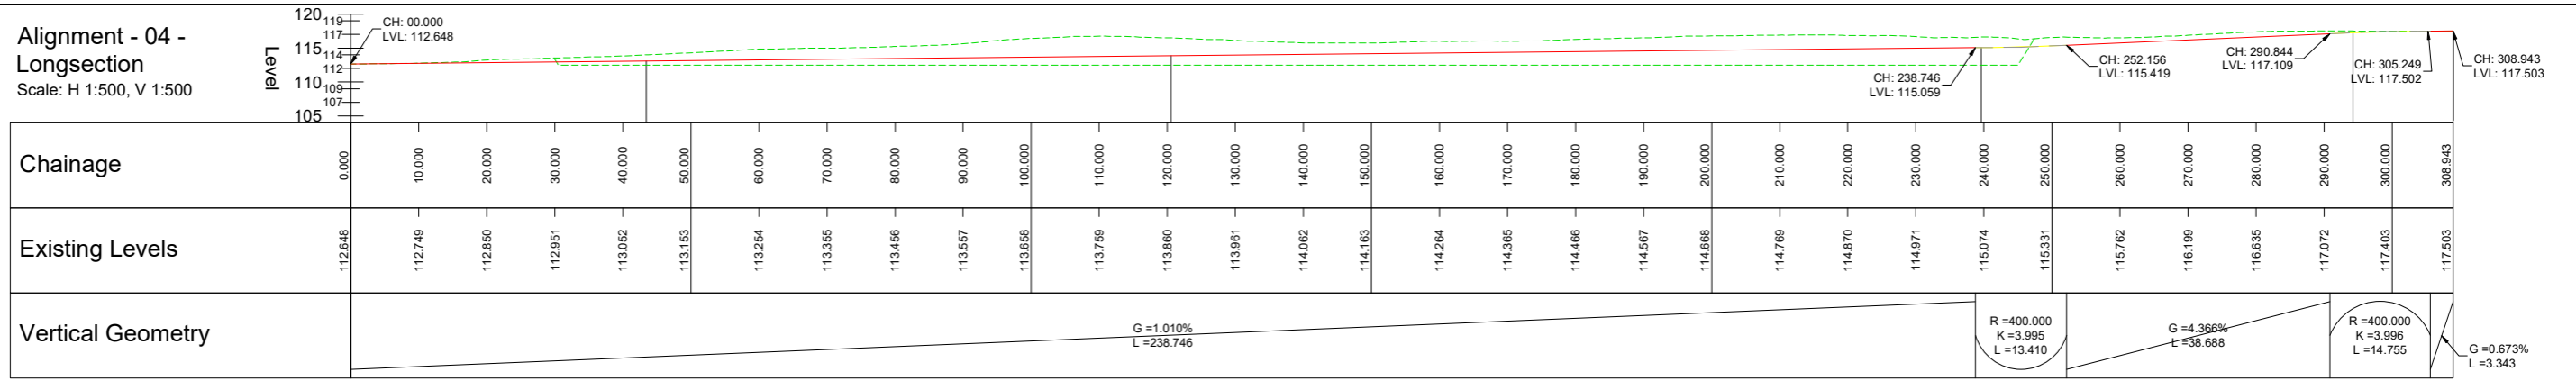 Alignment - 04 -
Longsection
Scale: H 1:500, V 1:500
Level
120
119
117
115
114
112
110
109
107
105
CH: 00.000
LVL: 112.648
CH: 238.746
LVL: 115.059
CH: 252.156
LVL: 115.419
CH: 290.844
LVL: 117.109
CH: 305.249
LVL: 117.502
CH: 308.943
LVL: 117.503
Chainage
0.000
10.000
20.000
30.000
40.000
50.000
60.000
70.000
80.000
90.000
100.000
110.000
120.000
130.000
140.000
150.000
160.000
170.000
180.000
190.000
200.000
210.000
220.000
230.000
240.000
250.000
260.000
270.000
280.000
290.000
300.000
308.943
Existing Levels
112.648
112.749
112.850
112.951
113.052
113.153
113.254
113.355
113.456
113.557
113.658
113.759
113.860
113.961
114.062
114.163
114.264
114.365
114.466
114.567
114.668
114.769
114.870
114.971
115.074
115.331
115.762
116.199
116.635
117.072
117.403
117.503
Vertical Geometry
G =1.010%
L =238.746
R =400.000
K =3.995
L =13.410
G =4.366%
L =38.688
R =400.000
K =3.996
L =14.755
G =0.673%
L =3.343